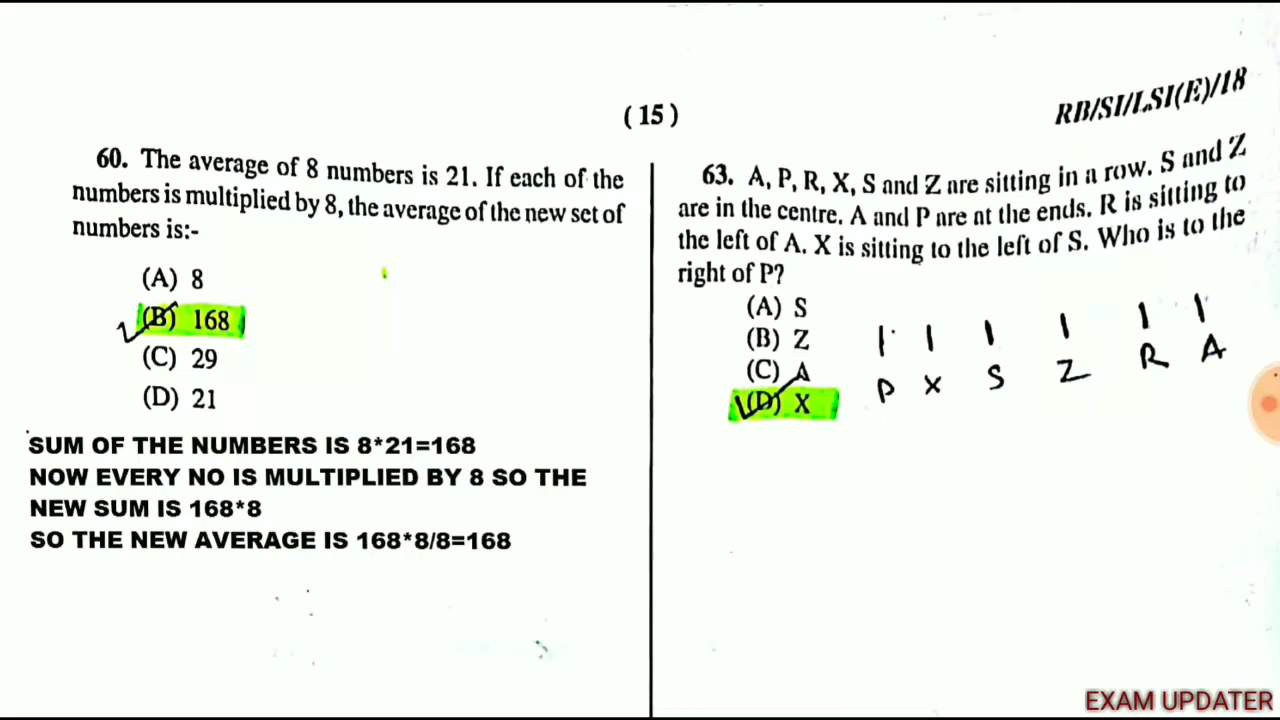 (15)
RB/SI/LSI(E)/18
60. The average of 8 numbers is 21. If each of the
numbers is multiplied by 8, the average of the new set of
numbers is:-
(A) 8
(B) 168
(C) 29
(D) 21
SUM OF THE NUMBERS IS 8*21=168
NOW EVERY NO IS MULTIPLIED BY 8 SO THE
NEW SUM IS 168*8
SO THE NEW AVERAGE IS 168*8/8=168
63. A, P, R, X, S and Z are sitting in a row. S and Z
are in the centre. A and P are at the ends. R is sitting to
the left of A. X is sitting to the left of S. Who is to the
right of P?
(A) S
(B) Z
(C) A
(D) X
P X S Z R A
EXAM UPDATER